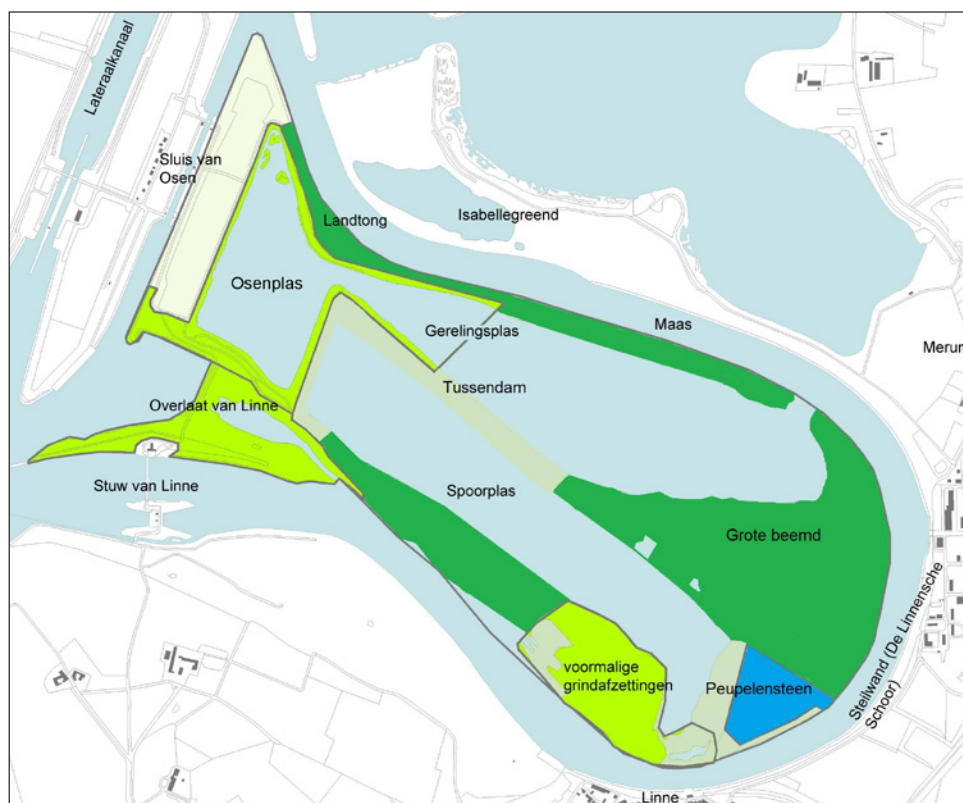 Lateraalkanaal
Sluis van
Osen
Isabellegreend
Landtong
Osenplas
Gerelingsplas
Maas
Merum
Tussendam
Overlaat van Linne
Stuw van Linne
Spoorplas
Grote beemd
voormalige
grindafzettingen
Peupelensteen
Steilwand (De Linnensche
Schoor)
Linne